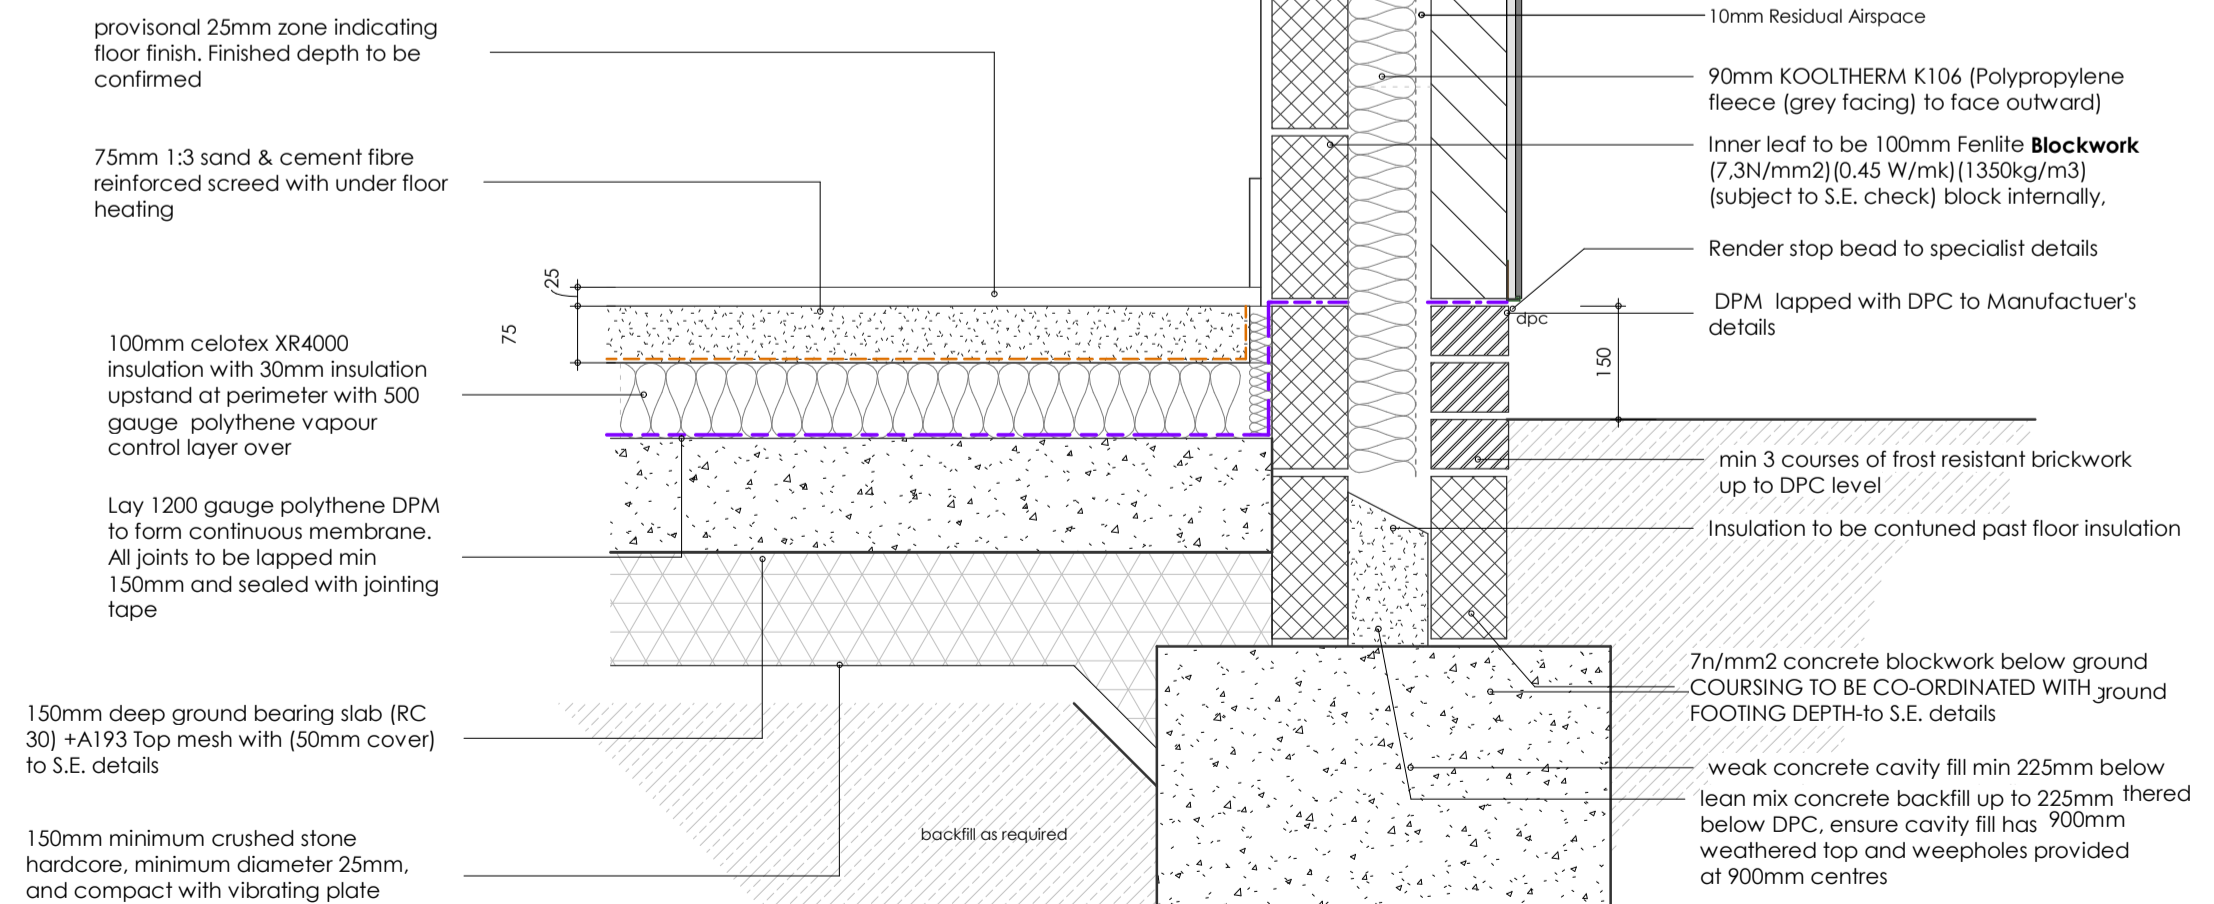 provisonal 25mm zone indicating
floor finish. Finished depth to be
confirmed
75mm 1:3 sand & cement fibre
reinforced screed with under floor
heating
25
75
100mm celotex XR4000
insulation with 30mm insulation
upstand at perimeter with 500
gauge polythene vapour
control layer over
Lay 1200 gauge polythene DPM
to form continuous membrane.
All joints to be lapped min
150mm and sealed with jointing
tape
150mm deep ground bearing slab (RC
30) +A193 Top mesh with (50mm cover)
to S.E. details
150mm minimum crushed stone
hardcore, minimum diameter 25mm,
and compact with vibrating plate
backfill as required
10mm Residual Airspace
90mm KOOLTHERM K106 (Polypropylene
fleece (grey facing) to face outward)
Inner leaf to be 100mm Fenlite Blockwork
(7,3N/mm2)(0.45 W/mk)(1350kg/m3)
(subject to S.E. check) block internally,
Render stop bead to specialist details
DPM lapped with DPC to Manufactuer's
details
dpc
150
min 3 courses of frost resistant brickwork
up to DPC level
Insulation to be contuned past floor insulation
7n/mm2 concrete blockwork below ground
COURSING TO BE CO-ORDINATED WITH ground
FOOTING DEPTH-to S.E. details
weak concrete cavity fill min 225mm below
lean mix concrete backfill up to 225mm thered
below DPC, ensure cavity fill has 900mm
weathered top and weepholes provided
at 900mm centres